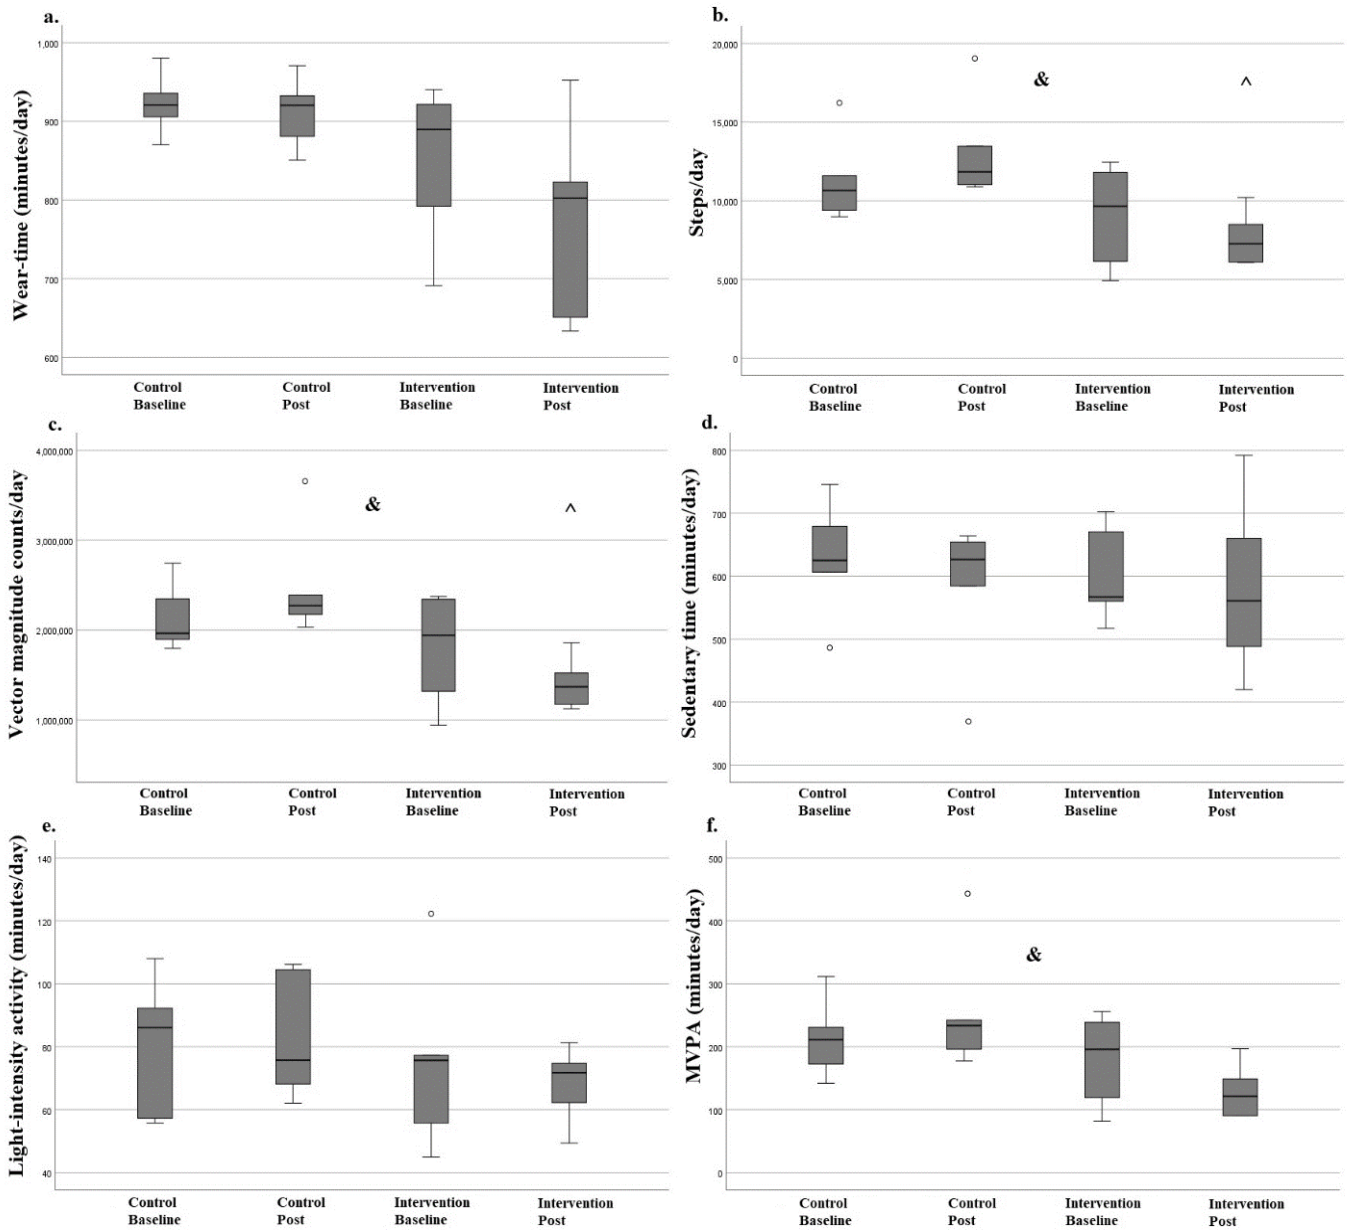 a.
Wear-time (minutes/day)
1,000
900
800
700
600
Control
Baseline
Control
Post
Intervention
Baseline
Intervention
Post
b.
Steps/day
20,000
15,000
10,000
5,000
0
&
^
Control
Baseline
Control
Post
Intervention
Baseline
Intervention
Post
c.
Vector magnitude counts/day
4,000,000
3,000,000
2,000,000
1,000,000
&
^
Control
Baseline
Control
Post
Intervention
Baseline
Intervention
Post
d.
Sedentary time (minutes/day)
800
700
600
500
400
300
Control
Baseline
Control
Post
Intervention
Baseline
Intervention
Post
e.
Light-intensity activity (minutes/day)
140
120
100
80
60
40
Control
Baseline
Control
Post
Intervention
Baseline
Intervention
Post
f.
MVPA (minutes/day)
500
400
300
200
100
0
&
Control
Baseline
Control
Post
Intervention
Baseline
Intervention
Post